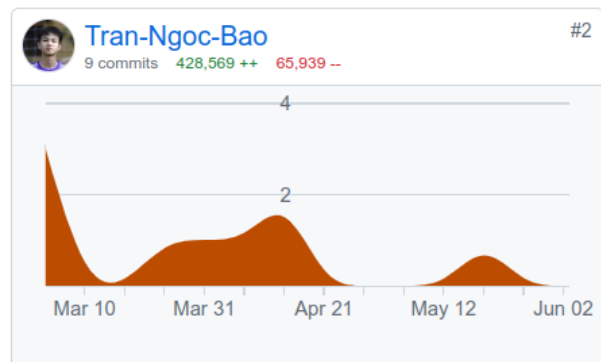 Tran-Ngoc-Bao
#2
9 commits 428,569 ++ 65,939 --
4
2
Mar 10 Mar 31 Apr 21 May 12 Jun 02